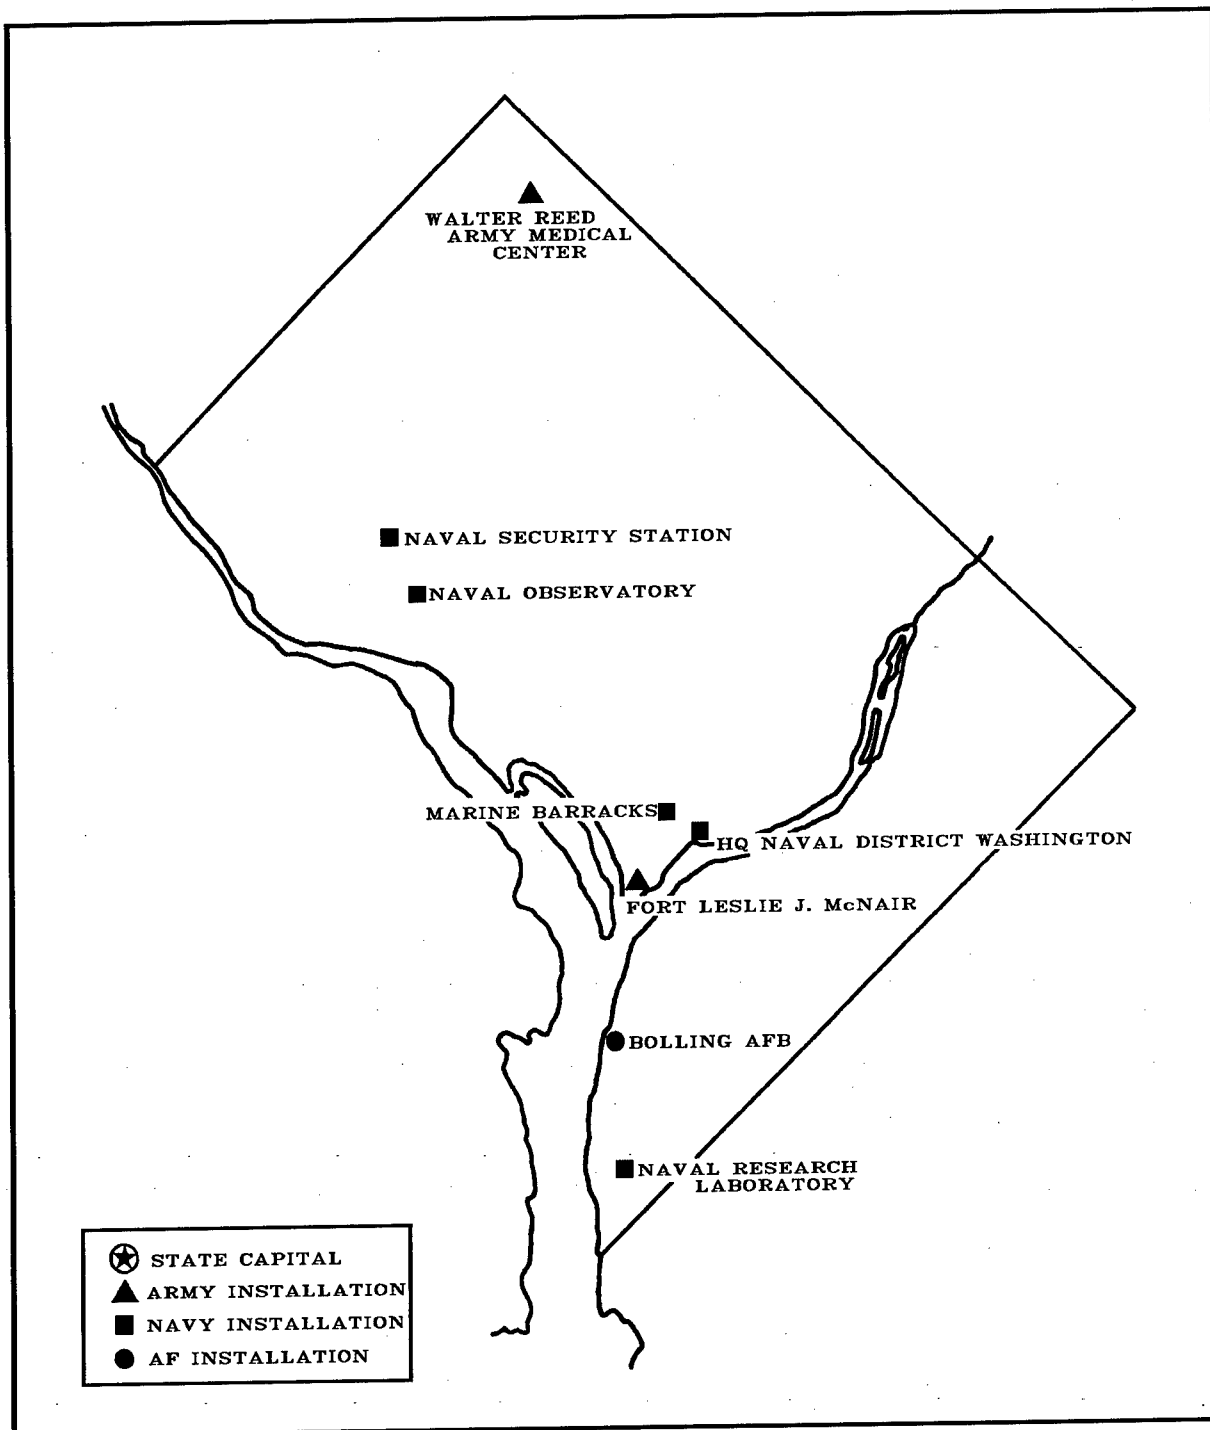 WALTER REED
ARMY MEDICAL
CENTER
NAVAL SECURITY STATION
NAVAL OBSERVATORY
MARINE BARRACKS
HQ NAVAL DISTRICT WASHINGTON
FORT LESLIE J. McNAIR
BOLLING AFB
NAVAL RESEARCH
LABORATORY
STATE CAPITAL
ARMY INSTALLATION
NAVY INSTALLATION
AF INSTALLATION